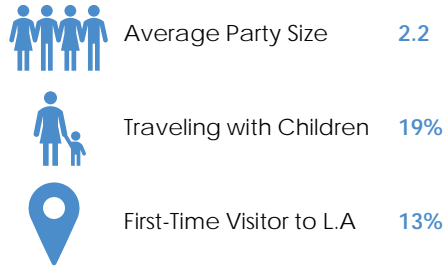 Average Party Size 2.2
Traveling with Children 19%
First-Time Visitor to L.A 13%